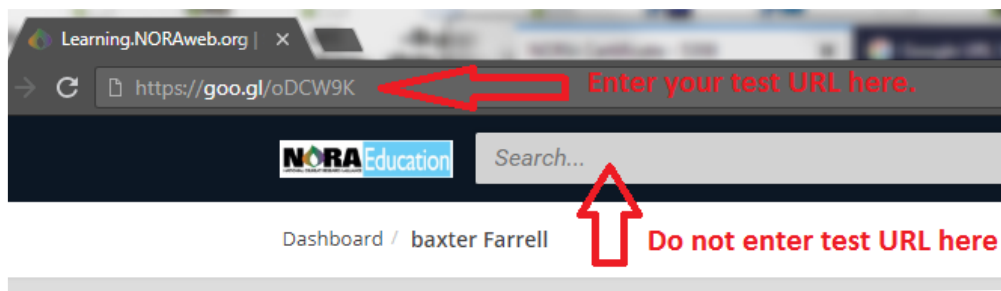 Learning.NORAweb.org |
https://goo.gl/oDCW9K
Enter your test URL here.
NORA Education
Search...
Dashboard / baxter Farrell
Do not enter test URL here